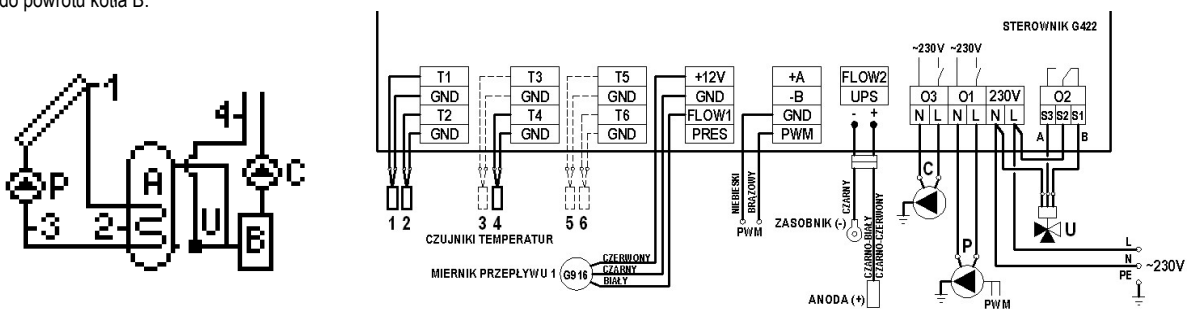 do powrotu kotła B.
STEROWNIK G422
~230V ~230V
T1 T3 T5 +12V +A FLOW2
GND GND GND GND -B UPS O3 O1 230V O2
T2 T4 T6 FLOW1 GND - + N L N L N L S3 S2 S1
GND GND GND PRES PWM A B
1 P A 4 C
3 2 U B
NIEBIESKI BRĄZOWY CZARNY C
1 2 3 4 5 6 PWM ZASOBNIK (-) U
CZUJNIKI TEMPERATUR
CZARNO-BIAŁY
CZARNO-CZERWONY
P L
MIERNIK PRZEPŁYWU 1 G916 CZERWONY N ~230V
CZARNY PE
BIAŁY
ANODA (+) PWM